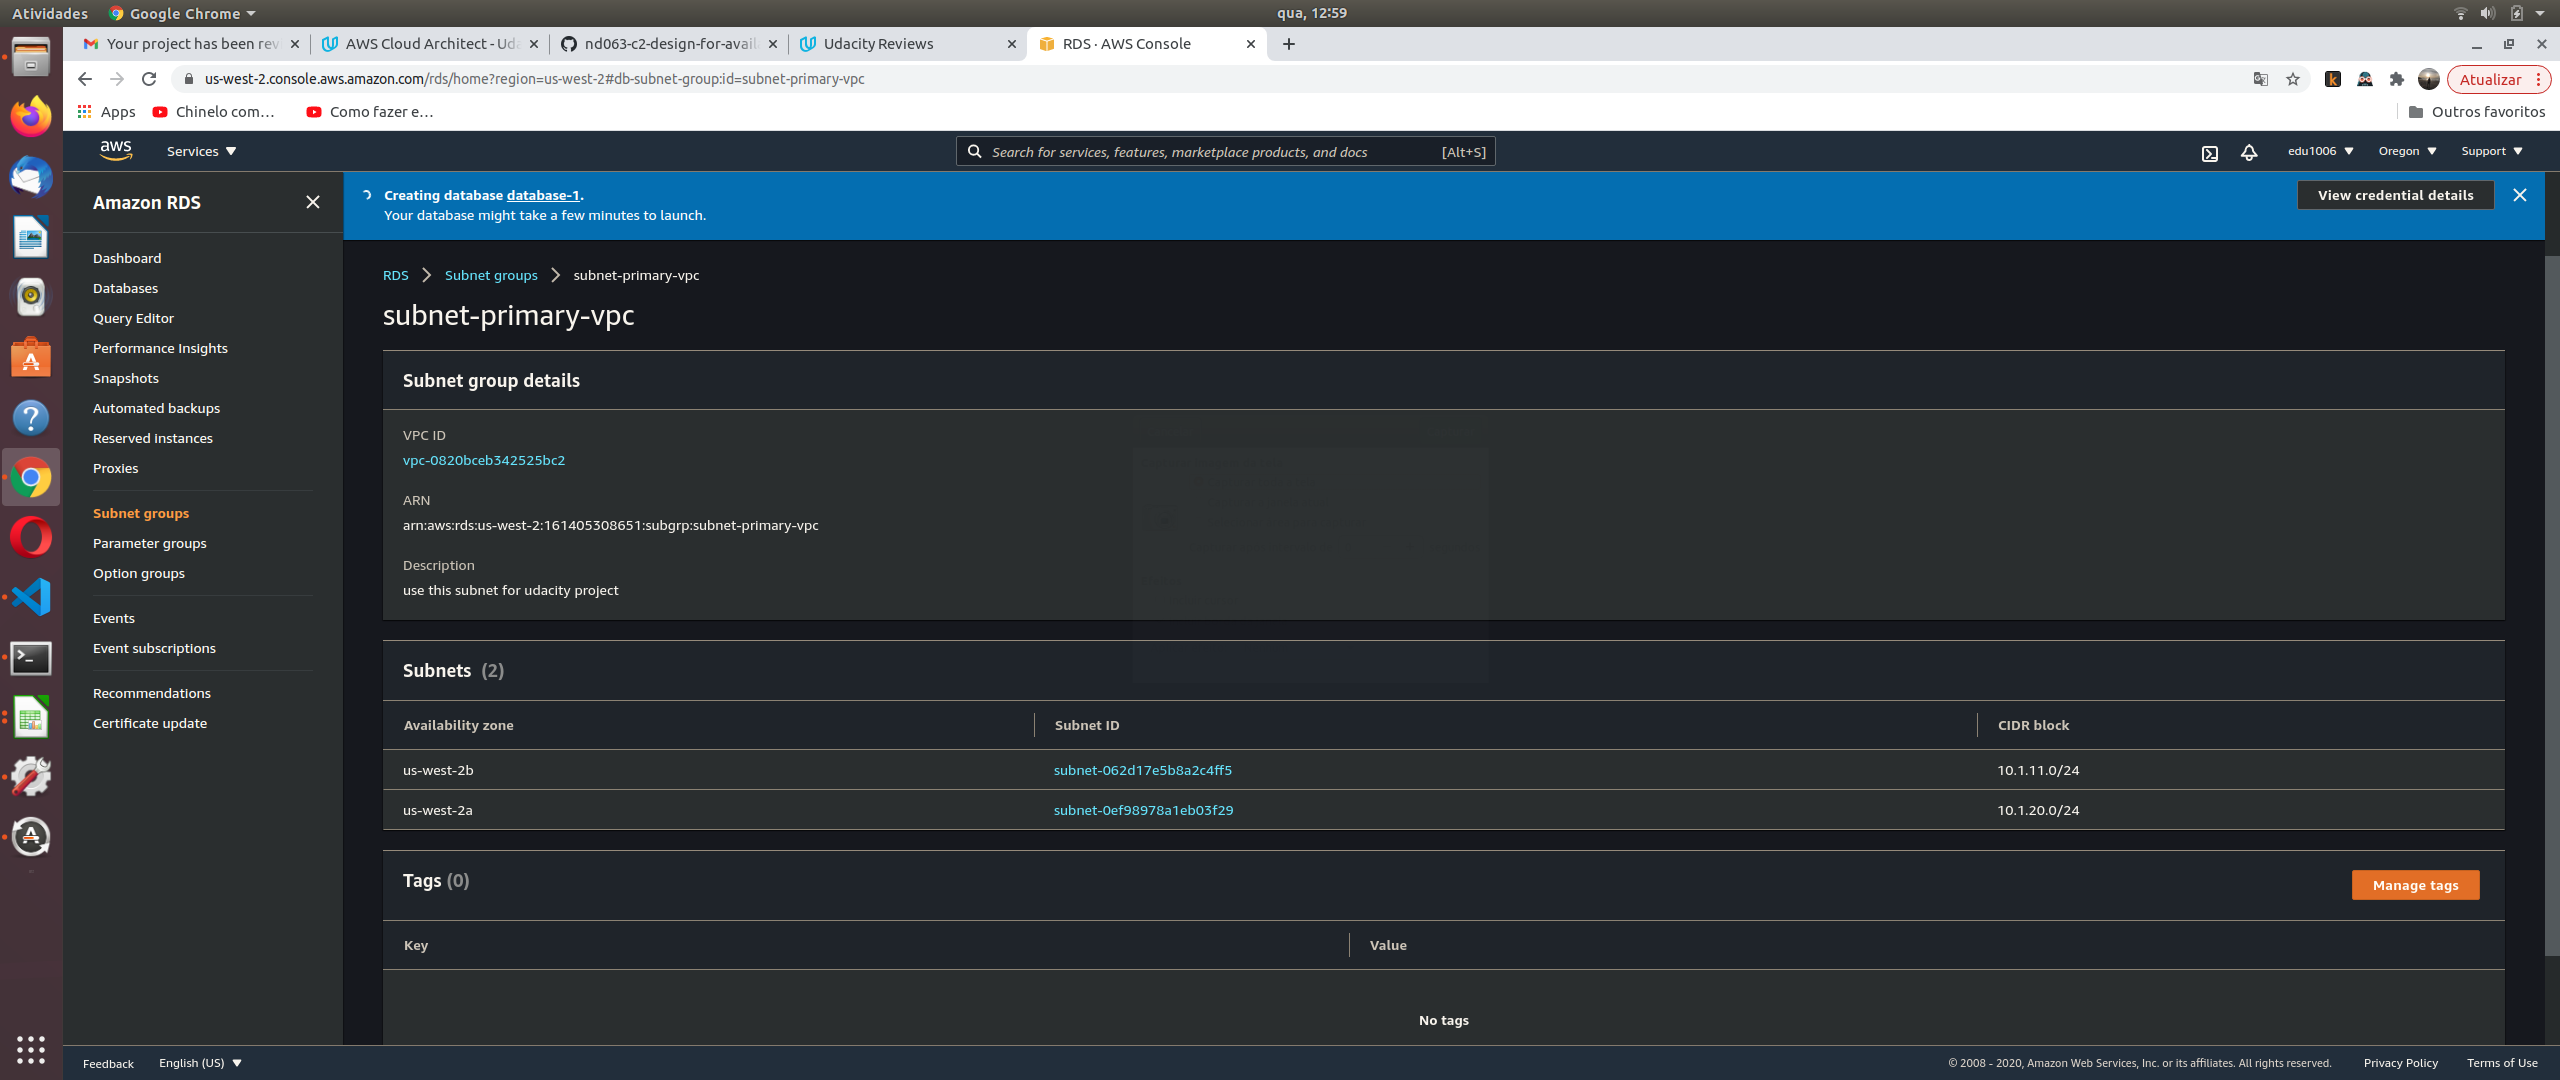 Atividades
Google Chrome
qua, 12:59
Your project has been rev
AWS Cloud Architect - Uda
nd063-c2-design-for-avail
Udacity Reviews
RDS · AWS Console
us-west-2.console.aws.amazon.com/rds/home?region=us-west-2#db-subnet-group:id=subnet-primary-vpc
Atualizar
Apps
Chinelo com...
Como fazer e...
Outros favoritos
aws
Services
Search for services, features, marketplace products, and docs
[Alt+S]
edu1006
Oregon
Support
Amazon RDS
Dashboard
Databases
Query Editor
Performance Insights
Snapshots
Automated backups
Reserved instances
Proxies
Subnet groups
Parameter groups
Option groups
Events
Event subscriptions
Recommendations
Certificate update
Creating database database-1.
Your database might take a few minutes to launch.
View credential details
RDS
Subnet groups
subnet-primary-vpc
subnet-primary-vpc
Subnet group details
VPC ID
vpc-0820bceb342525bc2
ARN
arn:aws:rds:us-west-2:161405308651:subgrp:subnet-primary-vpc
Description
use this subnet for udacity project
Subnets (2)
Availability zone
Subnet ID
CIDR block
us-west-2b
subnet-062d17e5b8a2c4ff5
10.1.11.0/24
us-west-2a
subnet-0ef98978a1eb03f29
10.1.20.0/24
Tags (0)
Manage tags
Key
Value
No tags
Feedback
English (US)
© 2008 - 2020, Amazon Web Services, Inc. or its affiliates. All rights reserved.
Privacy Policy
Terms of Use